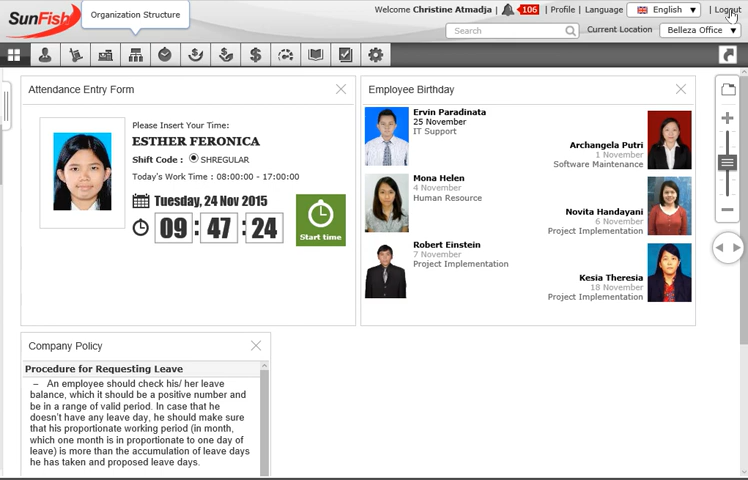 SunFish
Organization Structure
Welcome Christine Atmadja | 106 | Profile | Language English ▼ | Logout
Search
Current Location Belleza Office ▼
Attendance Entry Form
Please Insert Your Time:
ESTHER FERONICA
Shift Code : SHREGULAR
Today's Work Time : 08:00:00 - 17:00:00
Tuesday, 24 Nov 2015
09 : 47 : 24
Start time
Employee Birthday
Ervin Paradinata
25 November
IT Support
Archangela Putri
1 November
Software Maintenance
Mona Helen
4 November
Human Resource
Novita Handayani
6 November
Project Implementation
Robert Einstein
7 November
Project Implementation
Kesia Theresia
18 November
Project Implementation
Company Policy
Procedure for Requesting Leave
– An employee should check his/ her leave
balance, which it should be a positive number and
be in a range of valid period. In case that he
doesn't have any leave day, he should make sure
that his proportionate working period (in month,
which one month is in proportionate to one day of
leave) is more than the accumulation of leave days
he has taken and proposed leave days.